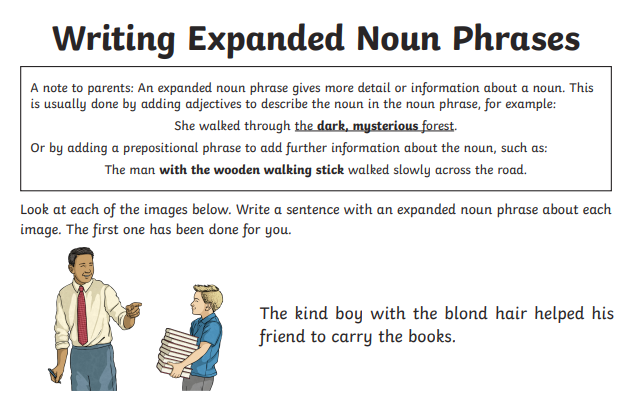 Writing Expanded Noun Phrases
A note to parents: An expanded noun phrase gives more detail or information about a noun. This
is usually done by adding adjectives to describe the noun in the noun phrase, for example:
She walked through the dark, mysterious forest.
Or by adding a prepositional phrase to add further information about the noun, such as:
The man with the wooden walking stick walked slowly across the road.
Look at each of the images below. Write a sentence with an expanded noun phrase about each
image. The first one has been done for you.
The kind boy with the blond hair helped his
friend to carry the books.